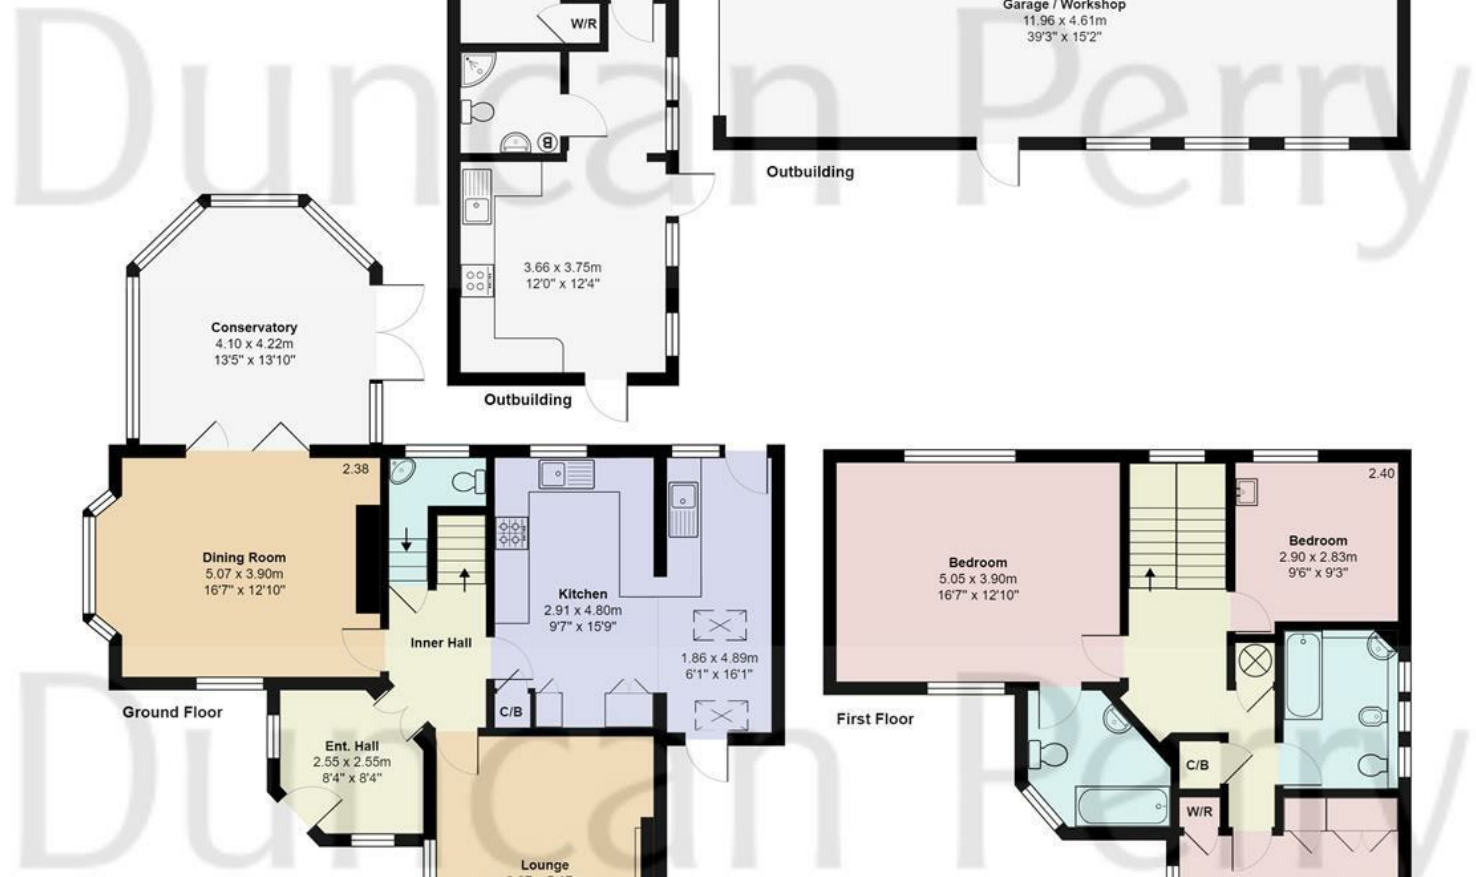 Garage / Workshop
11.96 x 4.61m
39'3" x 15'2"
W/R
Duncan Perry
B
Outbuilding
3.66 x 3.75m
12'0" x 12'4"
Outbuilding
Conservatory
4.10 x 4.22m
13'5" x 13'10"
2.38
Dining Room
5.07 x 3.90m
16'7" x 12'10"
Inner Hall
Kitchen
2.91 x 4.80m
9'7" x 15'9"
1.86 x 4.89m
6'1" x 16'1"
C/B
Ground Floor
Ent. Hall
2.55 x 2.55m
8'4" x 8'4"
Lounge
2.40
Bedroom
5.05 x 3.90m
16'7" x 12'10"
Bedroom
2.90 x 2.83m
9'6" x 9'3"
First Floor
C/B
W/R
Duncan Perry